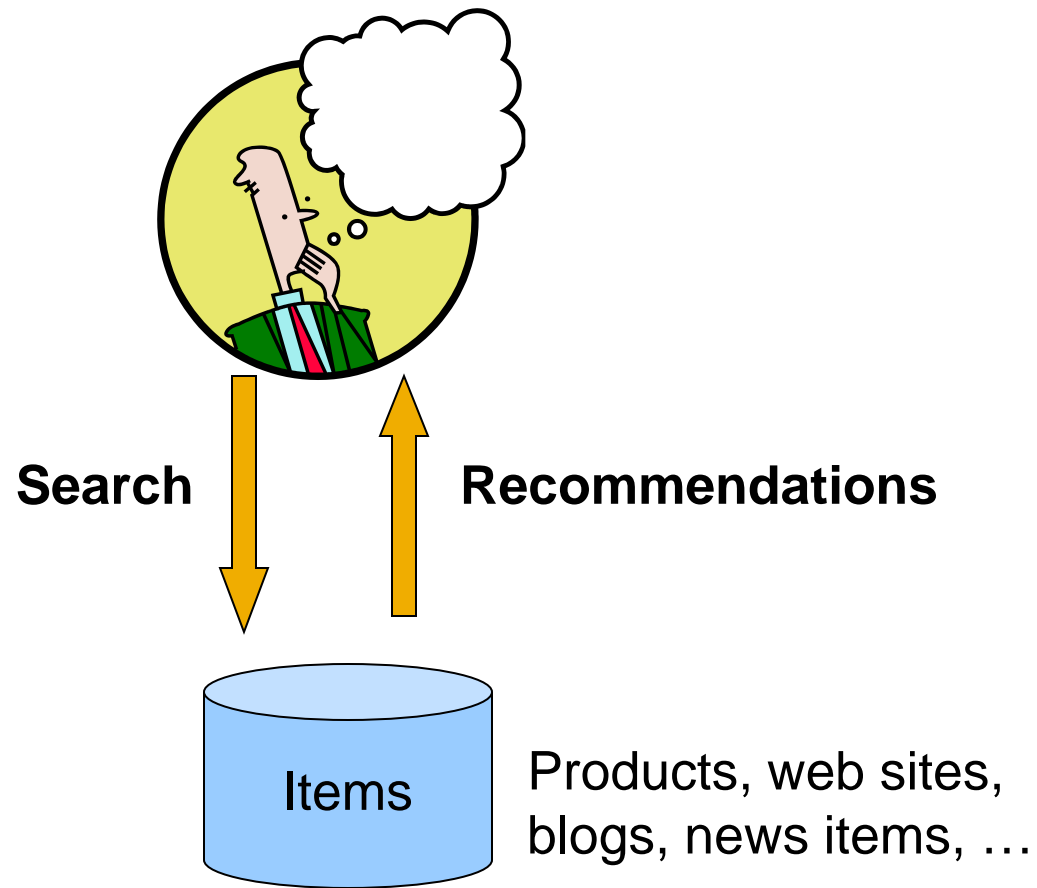 Search
Recommendations
Items
Products, web sites,
blogs, news items, …